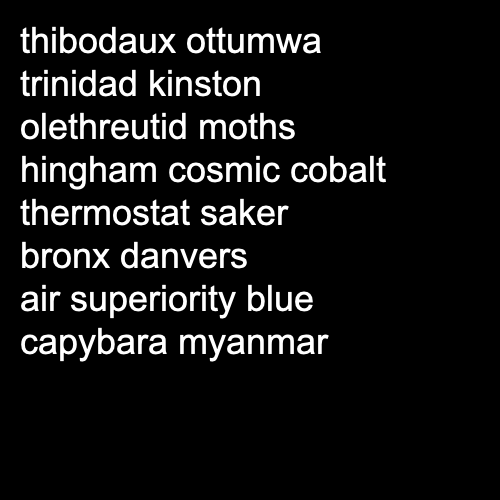 thibodaux ottumwa
trinidad kinston
olethreutid moths
hingham cosmic cobalt
thermostat saker
bronx danvers
air superiority blue
capybara myanmar